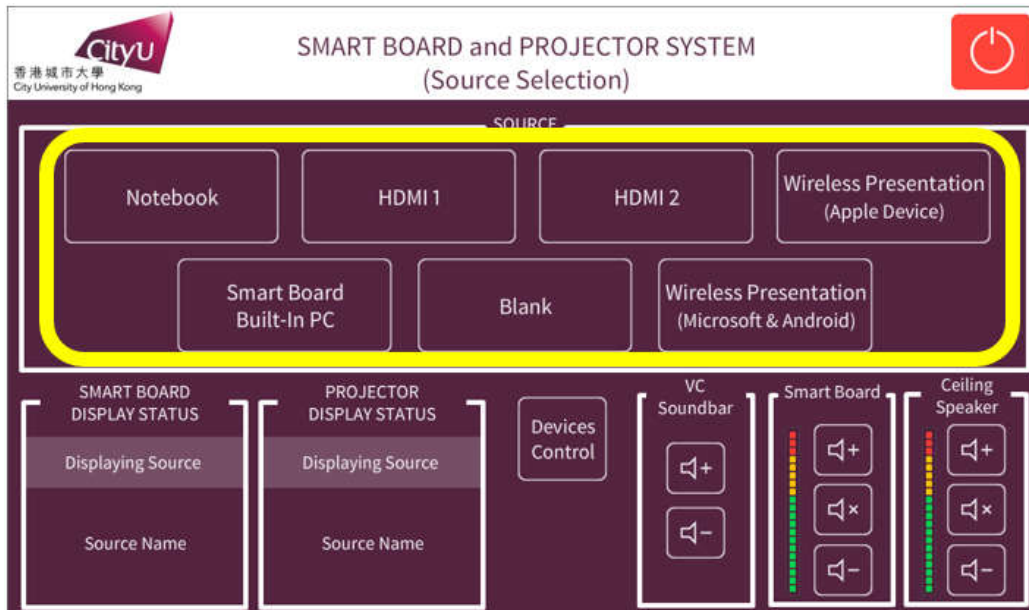 CityU
香港城市大學
City University of Hong Kong
SMART BOARD and PROJECTOR SYSTEM
(Source Selection)
SOURCE
Notebook
HDMI 1
HDMI 2
Wireless Presentation
(Apple Device)
Smart Board
Built-In PC
Blank
Wireless Presentation
(Microsoft & Android)
SMART BOARD
DISPLAY STATUS
Displaying Source
Source Name
PROJECTOR
DISPLAY STATUS
Displaying Source
Source Name
Devices
Control
VC
Soundbar
Smart Board
Ceiling
Speaker